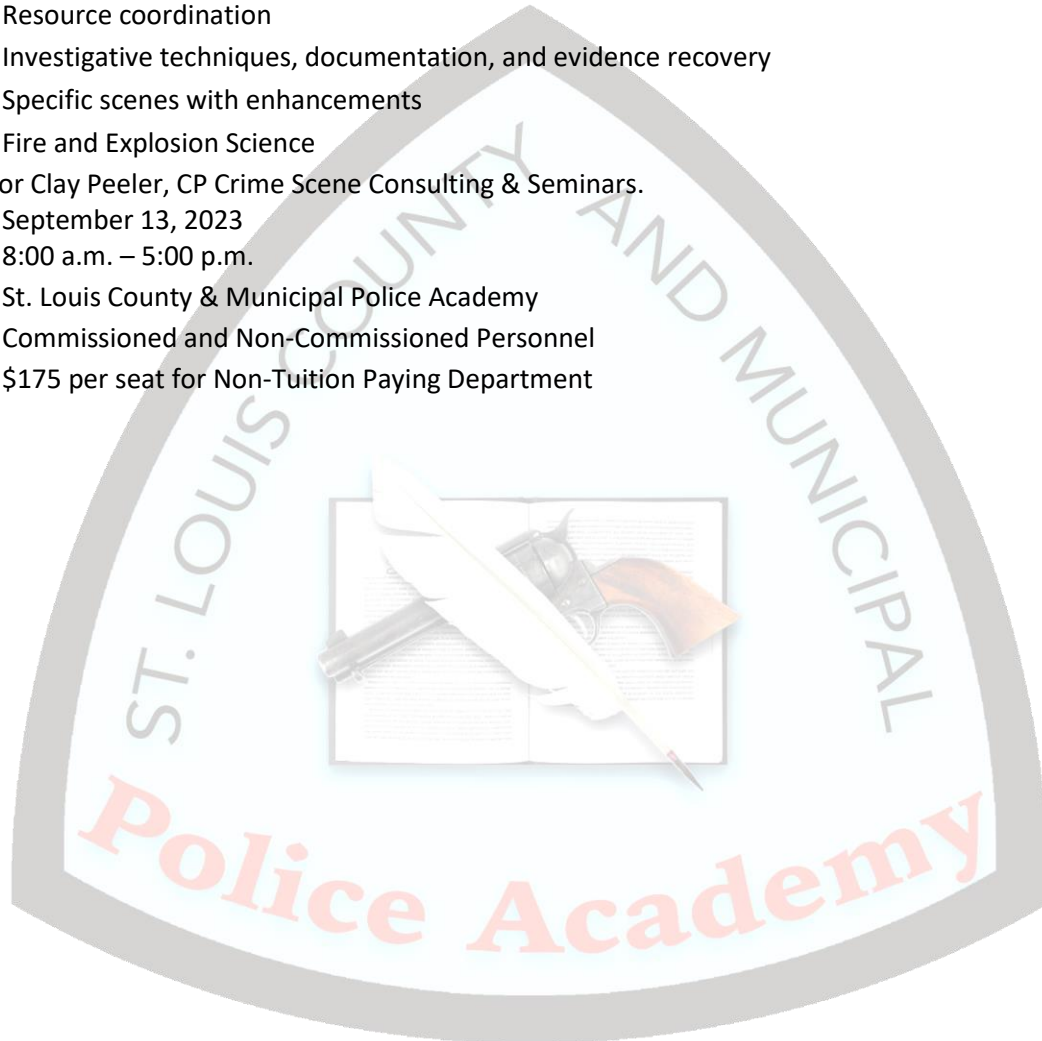 Resource coordination
Investigative techniques, documentation, and evidence recovery
Specific scenes with enhancements
Fire and Explosion Science
or Clay Peeler, CP Crime Scene Consulting & Seminars.
September 13, 2023
8:00 a.m. – 5:00 p.m.
St. Louis County & Municipal Police Academy
Commissioned and Non-Commissioned Personnel
$175 per seat for Non-Tuition Paying Department
ST. LOUIS COUNTY AND MUNICIPAL
Police Academy